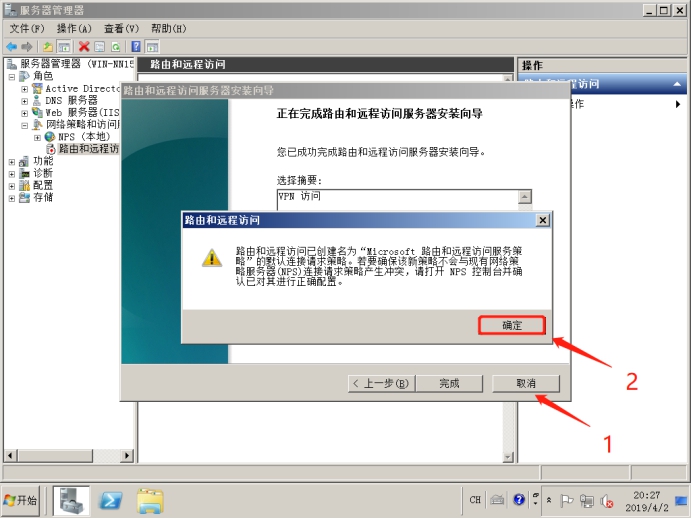 服务器管理器
文件(F) 操作(A) 查看(V) 帮助(H)
服务器管理器 (WIN-NN15
角色
Active Directo
DNS 服务器
Web 服务器(IIS
网络策略和访问
NPS (本地)
路由和远程访
功能
诊断
配置
存储
路由和远程访问
操作
路由和远程访问
操作
路由和远程访问服务器安装向导
正在完成路由和远程访问服务器安装向导
您已成功完成路由和远程访问服务器安装向导。
选择摘要:
VPN 访问
路由和远程访问
路由和远程访问已创建名为“Microsoft 路由和远程访问服务策
略”的默认连接请求策略。若要确保该新策略不会与现有网络策
略服务器(NPS)连接请求策略产生冲突，请打开 NPS 控制台并确
认已对其进行正确配置。
确定
2
< 上一步(B) 完成 取消
1
开始
CH
20:27
2019/4/2